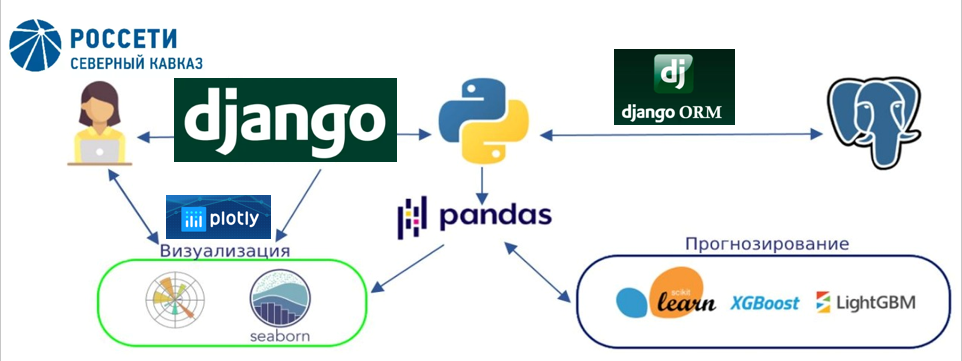 РОССЕТИ
СЕВЕРНЫЙ КАВКАЗ
django
dj
django ORM
plotly
pandas
Визуализация
seaborn
Прогнозирование
scikit
learn
XGBoost
LightGBM